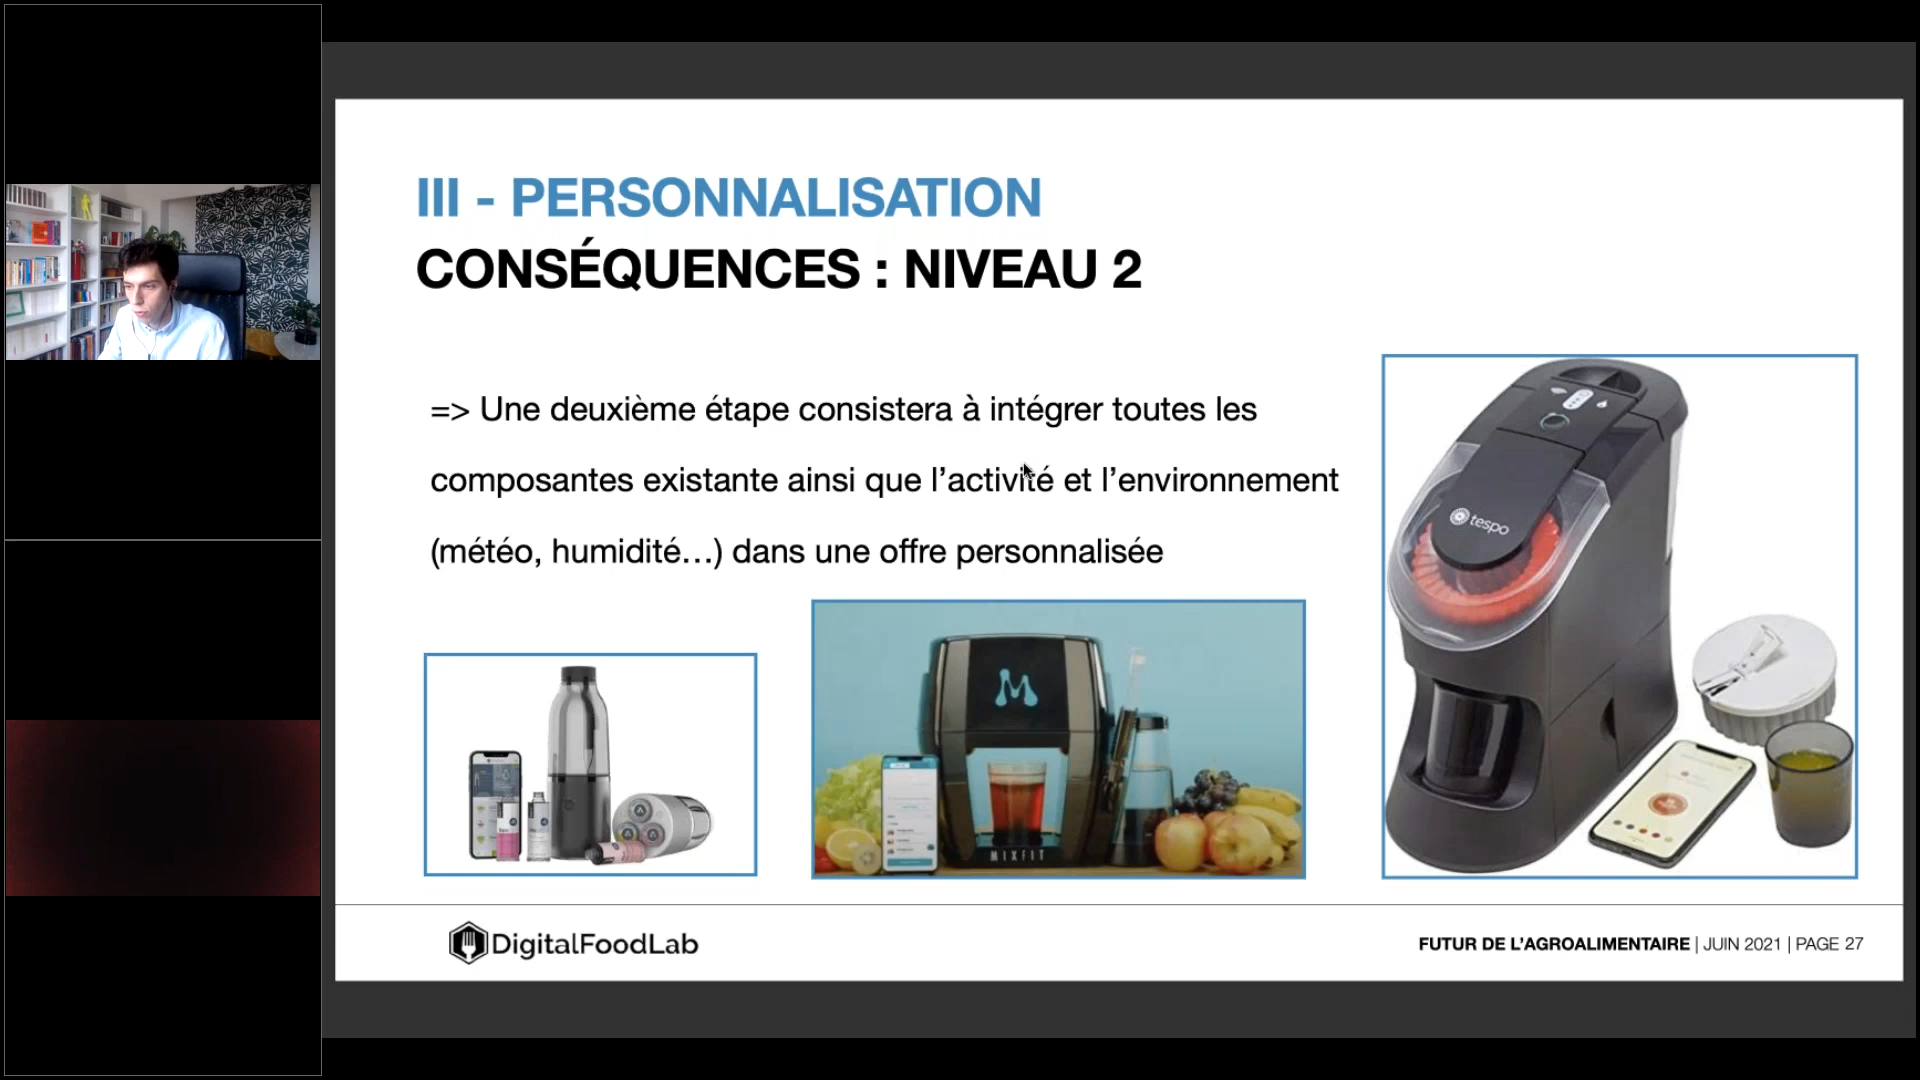 III - PERSONNALISATION
CONSÉQUENCES : NIVEAU 2
=> Une deuxième étape consistera à intégrer toutes les
composantes existante ainsi que l’activité et l’environnement
(météo, humidité…) dans une offre personnalisée
tespo
MIXFIT
DigitalFoodLab
FUTUR DE L’AGROALIMENTAIRE | JUIN 2021 | PAGE 27